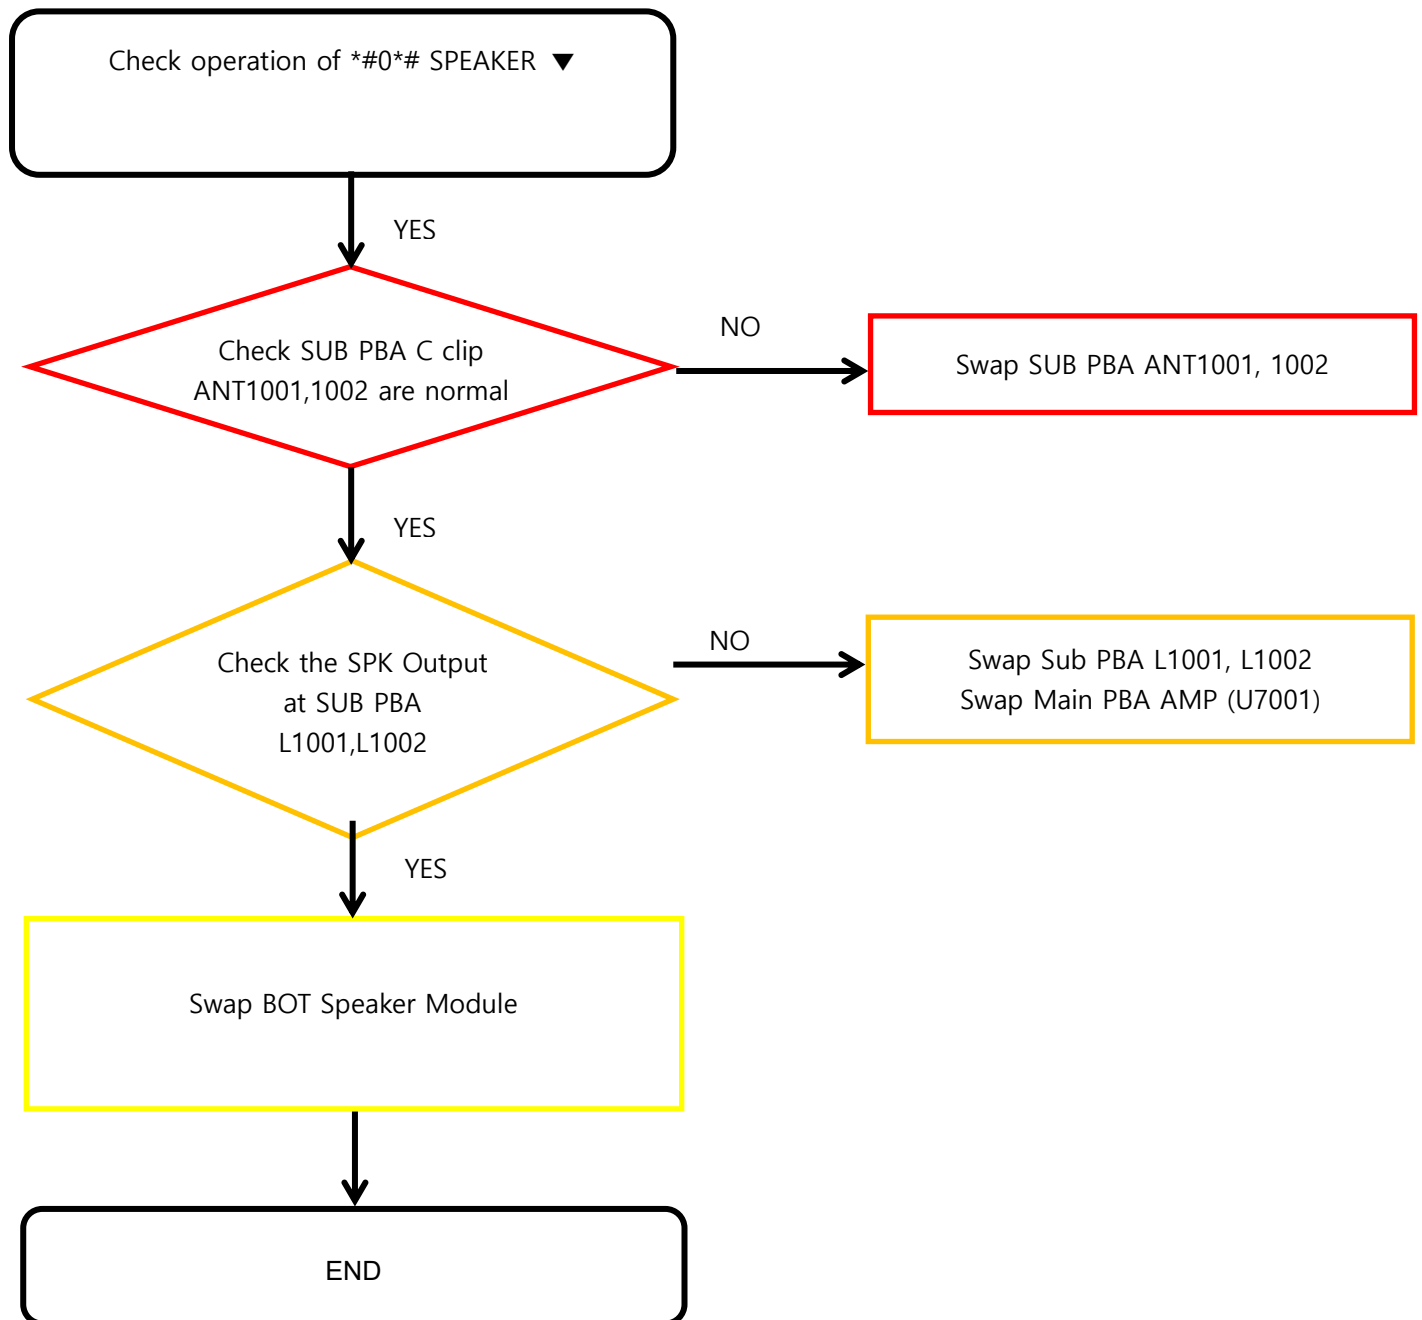 Check operation of *#0*# SPEAKER ▼
YES
Check SUB PBA C clip
ANT1001,1002 are normal
NO
Swap SUB PBA ANT1001, 1002
YES
Check the SPK Output
at SUB PBA
L1001,L1002
NO
Swap Sub PBA L1001, L1002
Swap Main PBA AMP (U7001)
YES
Swap BOT Speaker Module
END